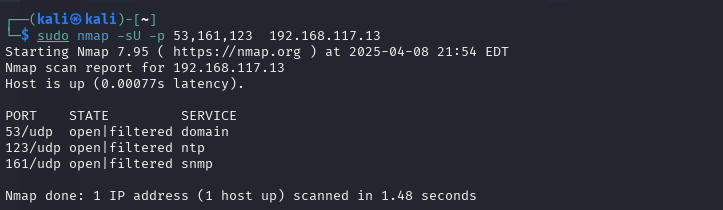 ┌──(kali㉿kali)-[~]
└─$ sudo nmap -sU -p 53,161,123  192.168.117.13
Starting Nmap 7.95 ( https://nmap.org ) at 2025-04-08 21:54 EDT
Nmap scan report for 192.168.117.13
Host is up (0.00077s latency).

PORT    STATE         SERVICE
53/udp  open|filtered domain
123/udp open|filtered ntp
161/udp open|filtered snmp

Nmap done: 1 IP address (1 host up) scanned in 1.48 seconds